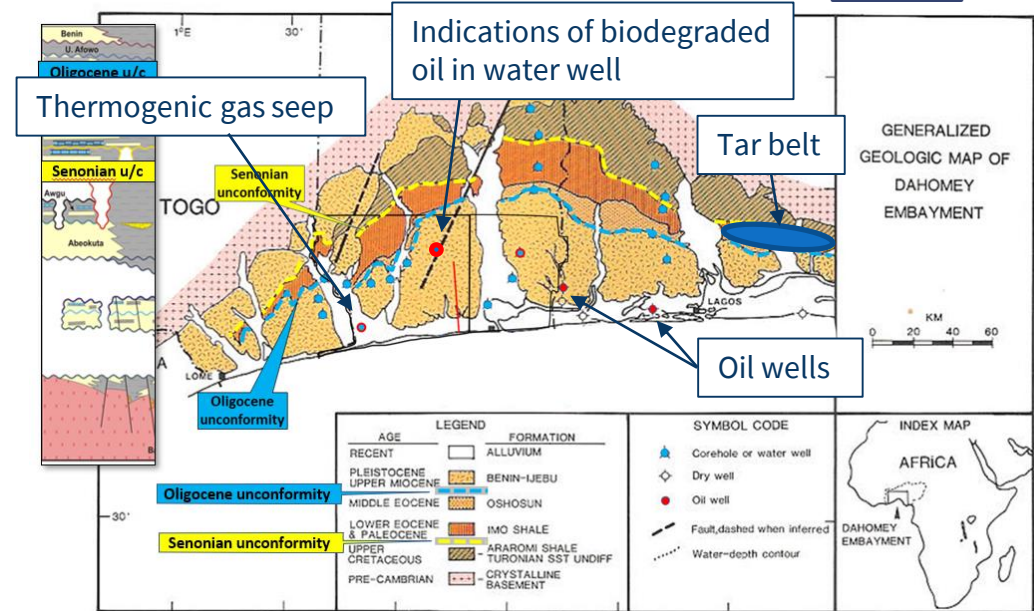 1°E
30'
Indications of biodegraded
oil in water well
Thermogenic gas seep
Tar belt
Benin
U. Afowo
Oligocene u/c
Senonian u/c
Awgu
Abeokuta
Senonian
unconformity
TOGO
GENERALIZED
GEOLOGIC MAP OF
DAHOMEY
EMBAYMENT
LAGOS
KM
0 20 40 60
Oil wells
A
LOME
B
Oligocene
unconformity
30'
LEGEND
AGE
FORMATION
RECENT
ALLUVIUM
PLEISTOCENE
UPPER MIOCENE
BENIN-IJEBU
Oligocene unconformity
MIDDLE EOCENE
OSHOSUN
LOWER EOCENE
& PALEOCENE
IMO SHALE
Senonian unconformity
UPPER
CRETACEOUS
ARAROMI SHALE
TURONIAN SST UNDIFF
PRE-CAMBRIAN
CRYSTALLINE
BASEMENT
SYMBOL CODE
Corehole or water well
Dry well
Oil well
Fault,dashed when inferred
Water-depth contour
INDEX MAP
AFRICA
DAHOMEY
EMBAYMENT